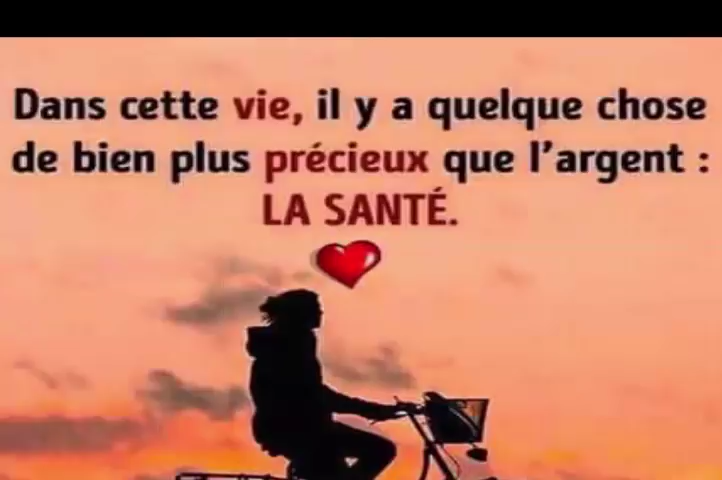 Dans cette vie, il y a quelque chose
de bien plus précieux que l'argent :
LA SANTÉ.